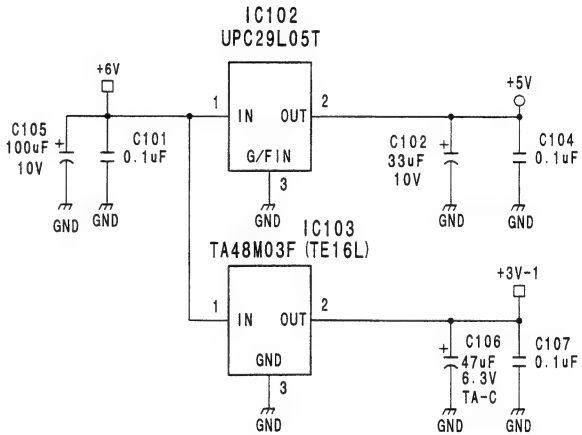 IC102
UPC29L05T
+6V
+5V
1
IN
OUT
2
G/FIN
3
C105
100uF
10V
+
C101
0.1uF
C102
33uF
10V
+
C104
0.1uF
GND
GND
GND
GND
GND
IC103
TA48M03F (TE16L)
+3V-1
1
IN
OUT
2
GND
3
+
C106
47uF
6.3V
TA-C
C107
0.1uF
GND
GND
GND